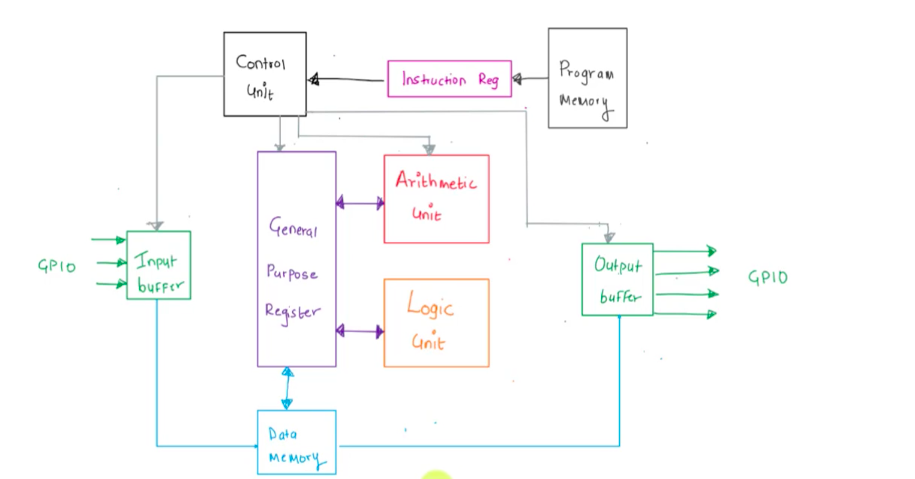 Control
Unit
Instruction Reg
Program
Memory
General
Purpose
Register
Arithmetic
Unit
Logic
Unit
GPIO
Input
buffer
Output
buffer
GPIO
Data
Memory